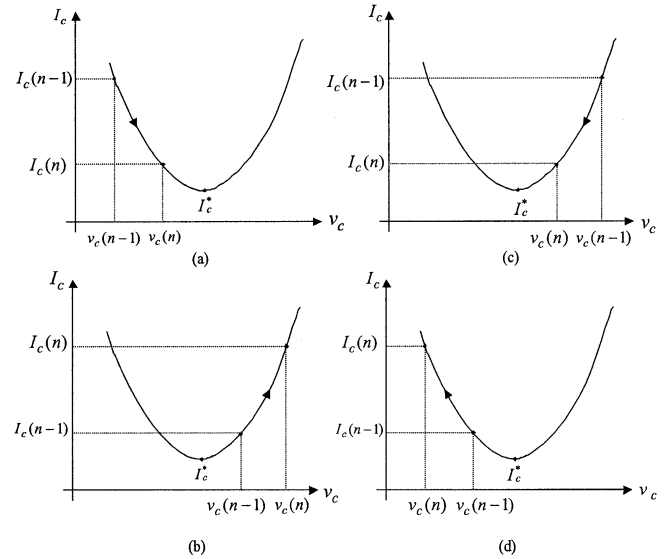 I_c
I_c(n−1)
I_c(n)
I_c^*
v_c
v_c(n−1) v_c(n)
(a)
I_c
I_c(n−1)
I_c(n)
I_c^*
v_c
v_c(n) v_c(n−1)
(c)
I_c
I_c(n)
I_c(n−1)
I_c^*
v_c
v_c(n−1) v_c(n)
(b)
I_c
I_c(n)
I_c(n−1)
I_c^*
v_c
v_c(n) v_c(n−1)
(d)